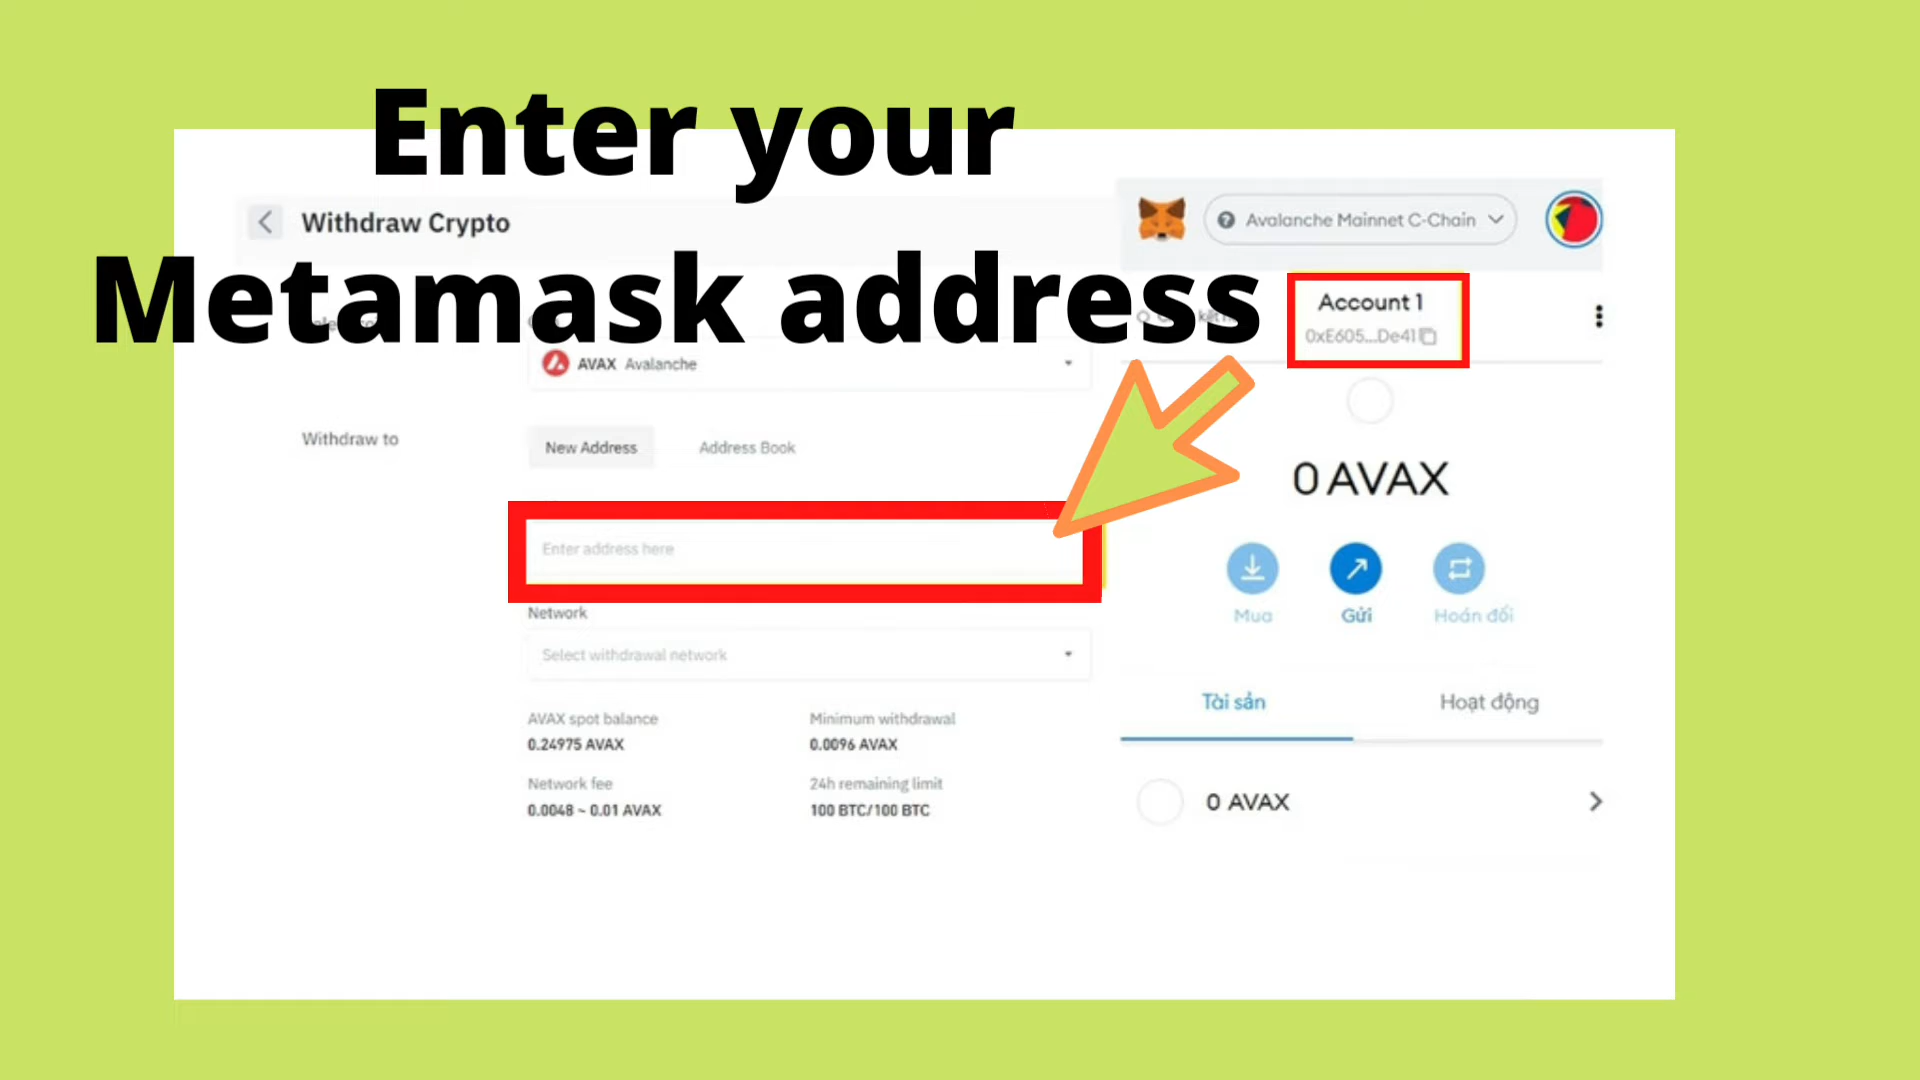 Enter your
Metamask address
Withdraw Crypto
AVAX Avalanche
Withdraw to
New Address
Address Book
Enter address here
Network
Select withdrawal network
AVAX spot balance
0.24975 AVAX
Minimum withdrawal
0.0096 AVAX
Network fee
0.0048 ~ 0.01 AVAX
24h remaining limit
100 BTC/100 BTC
Avalanche Mainnet C-Chain
Account 1
0xE605...De41
0 AVAX
Mua
Gửi
Hoán đổi
Tài sản
Hoạt động
0 AVAX